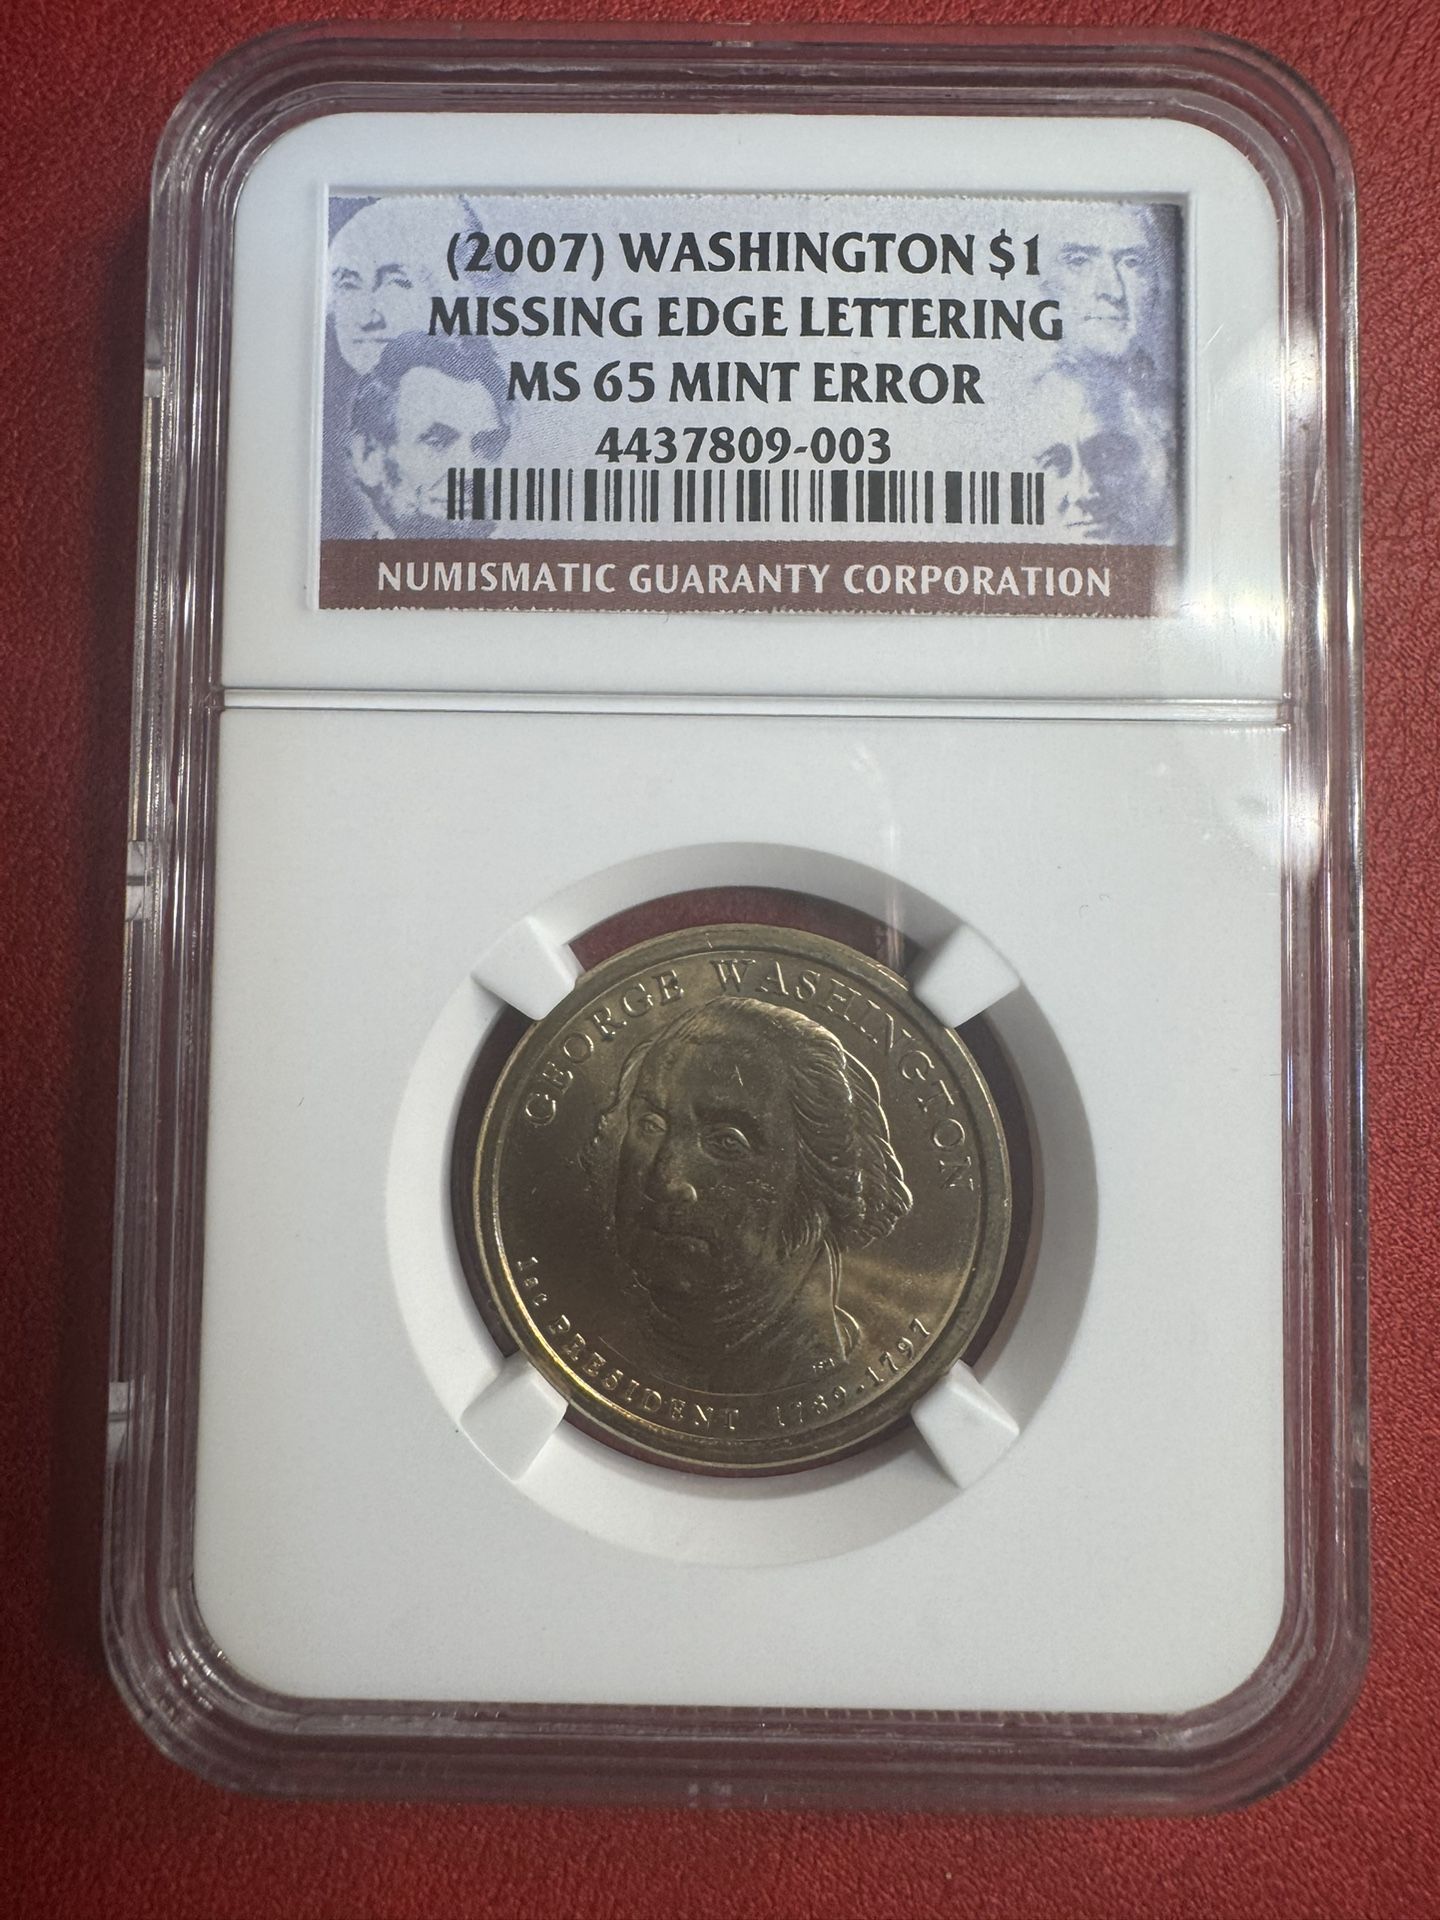 (2007) WASHINGTON $1
MISSING EDGE LETTERING
MS 65 MINT ERROR
4437809-003
NUMISMATIC GUARANTY CORPORATION
GEORGE WASHINGTON
PRESIDENT 1789-1797